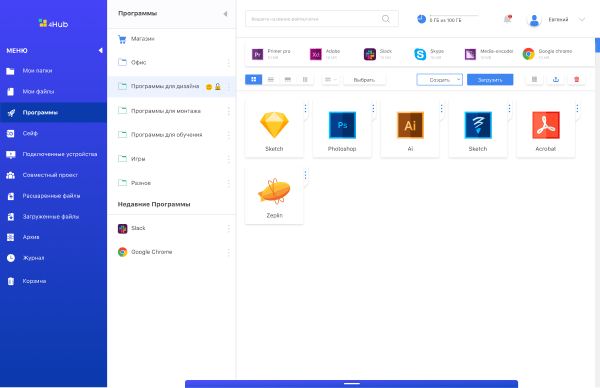 4Hub
МЕНЮ
Мои папки
Мои файлы
Программы
Сейф
Подключенные устройства
Совместный проект
Расшаренные файлы
Загруженные файлы
Архив
Журнал
Корзина
Программы
Магазин
Офис
Программы для дизайна
Программы для монтажа
Программы для обучения
Игры
Разное
Недавние Программы
Slack
Google Chrome
Введите название файла/папки
0 ГБ из 100 ГБ
Евгений
Printer pro
Adobe
Slack
Skype
Media-encoder
Google chrome
Выбрать
Создать
Загрузить
Sketch
Photoshop
Ai
Sketch
Acrobat
Zeplin